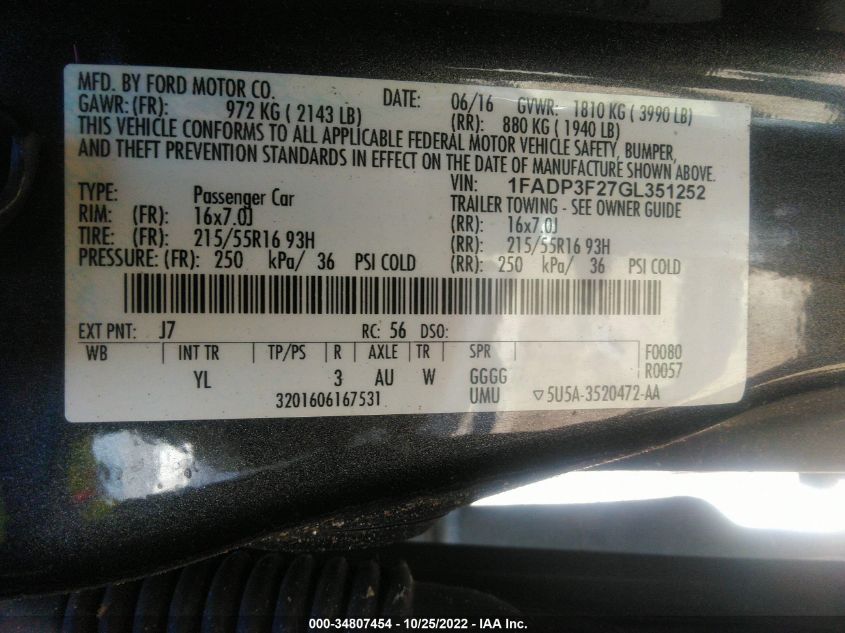 MFD. BY FORD MOTOR CO. DATE: 06/16 GVWR: 1810 KG ( 3990 LB)
GAWR: (FR): 972 KG ( 2143 LB) (RR): 880 KG ( 1940 LB)
THIS VEHICLE CONFORMS TO ALL APPLICABLE FEDERAL MOTOR VEHICLE SAFETY, BUMPER,
AND THEFT PREVENTION STANDARDS IN EFFECT ON THE DATE OF MANUFACTURE SHOWN ABOVE.
VIN: 1FADP3F27GL351252
TYPE: Passenger Car TRAILER TOWING - SEE OWNER GUIDE
RIM: (FR): 16x7.0J (RR): 16x7.0J
TIRE: (FR): 215/55R16 93H (RR): 215/55R16 93H
PRESSURE: (FR): 250 kPa/ 36 PSI COLD (RR): 250 kPa/ 36 PSI COLD
EXT PNT: J7 RC: 56 DSO:
WB INT TR TP/PS R AXLE TR SPR F0080
YL 3 AU W GGGG R0057
3201606167531 UMU ▽5U5A-3520472-AA
000-34807454 - 10/25/2022 - IAA Inc.